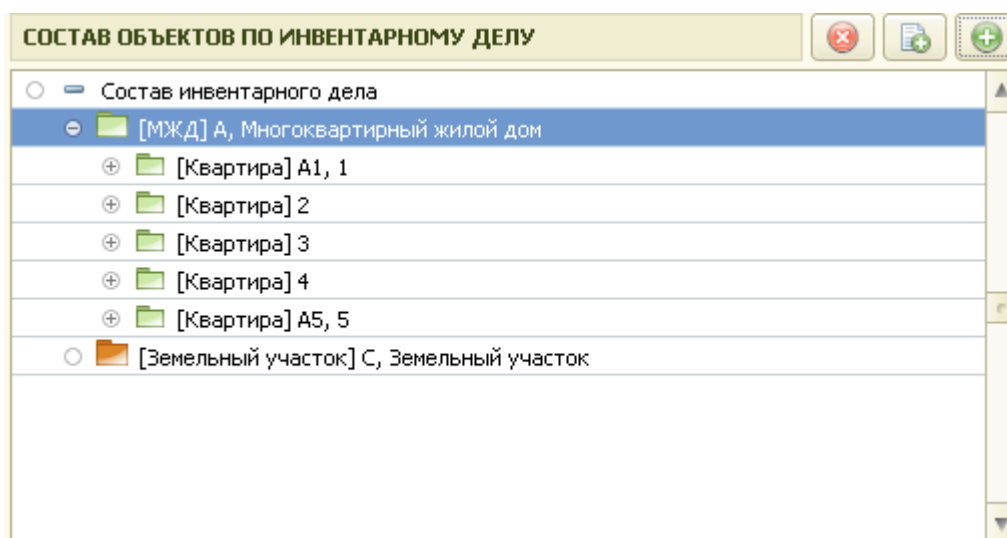 СОСТАВ ОБЪЕКТОВ ПО ИНВЕНТАРНОМУ ДЕЛУ
Состав инвентарного дела
[МЖД] А, Многоквартирный жилой дом
[Квартира] А1, 1
[Квартира] 2
[Квартира] 3
[Квартира] 4
[Квартира] А5, 5
[Земельный участок] С, Земельный участок